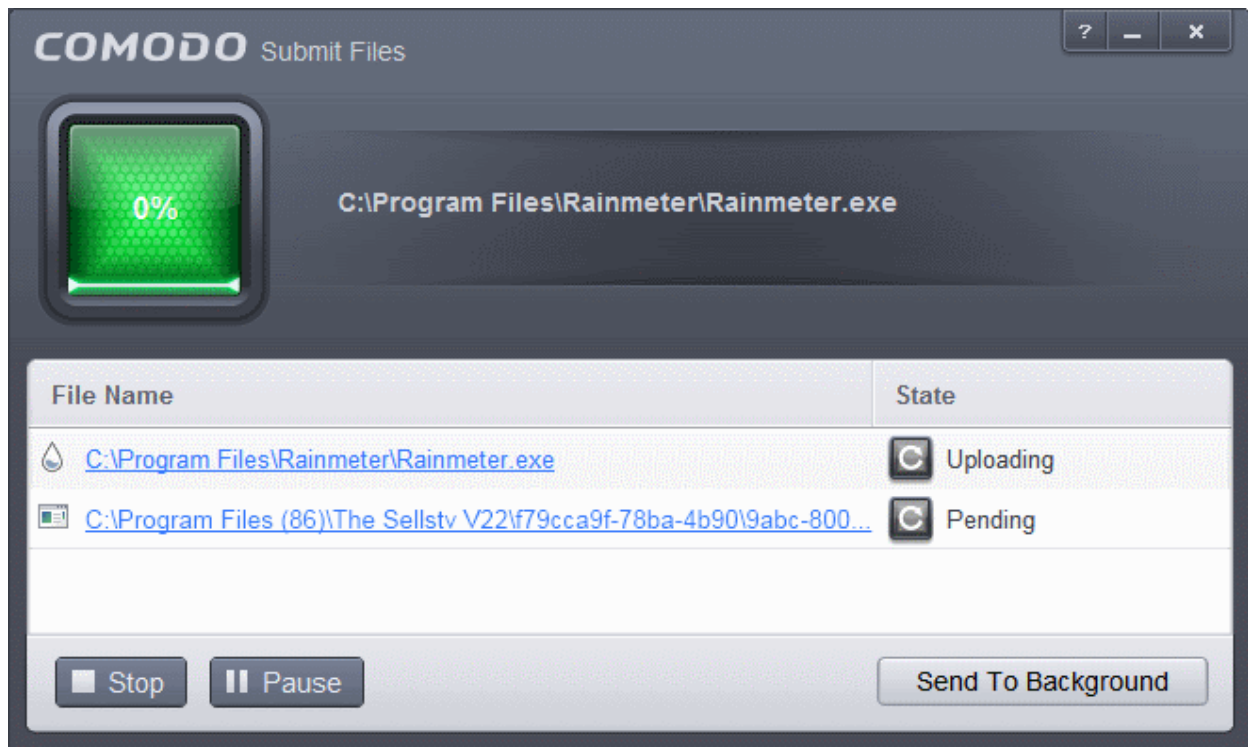 COMODO Submit Files
? _ ×
0%
C:\Program Files\Rainmeter\Rainmeter.exe
File Name State
C:\Program Files\Rainmeter\Rainmeter.exe Uploading
C:\Program Files (86)\The Sellstv V22\f79cca9f-78ba-4b90\9abc-800... Pending
Stop Pause Send To Background